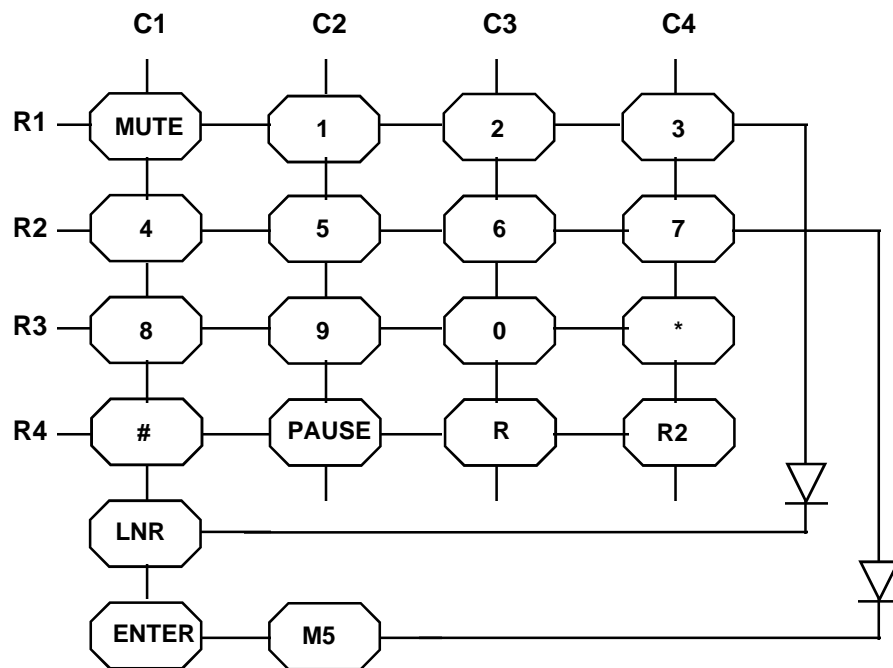 C1 C2 C3 C4
R1 MUTE 1 2 3
R2 4 5 6 7
R3 8 9 0 *
R4 # PAUSE R R2
LNR
ENTER M5